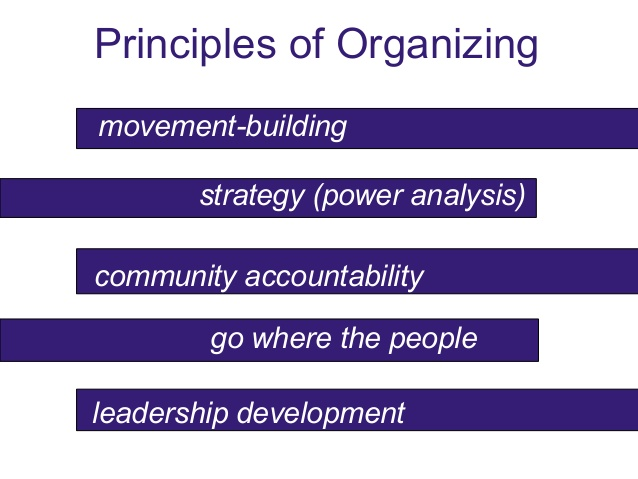 Principles of Organizing
movement-building
strategy (power analysis)
community accountability
go where the people
leadership development